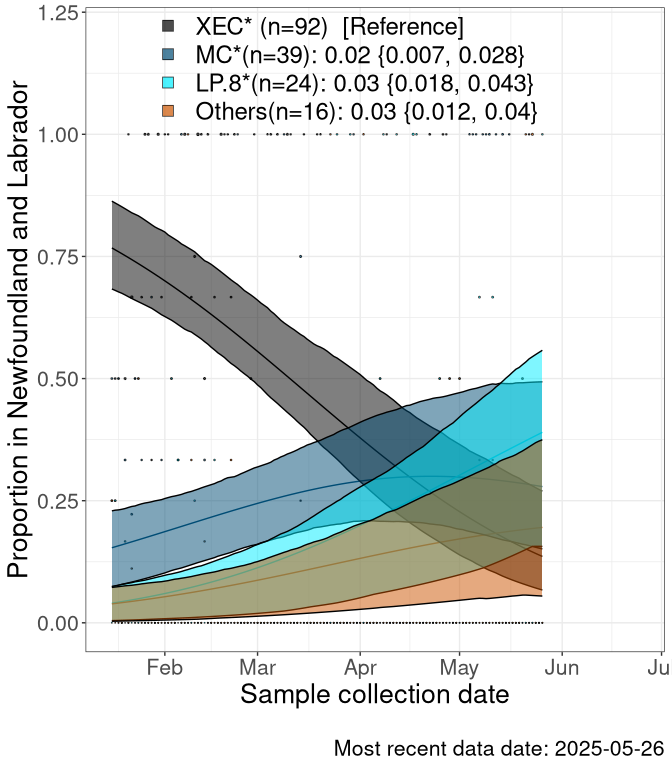 XEC* (n=92)  [Reference]
MC*(n=39): 0.02 {0.007, 0.028}
LP.8*(n=24): 0.03 {0.018, 0.043}
Others(n=16): 0.03 {0.012, 0.04}
Proportion in Newfoundland and Labrador
1.25
1.00
0.75
0.50
0.25
0.00
Feb Mar Apr May Jun Ju
Sample collection date
Most recent data date: 2025-05-26